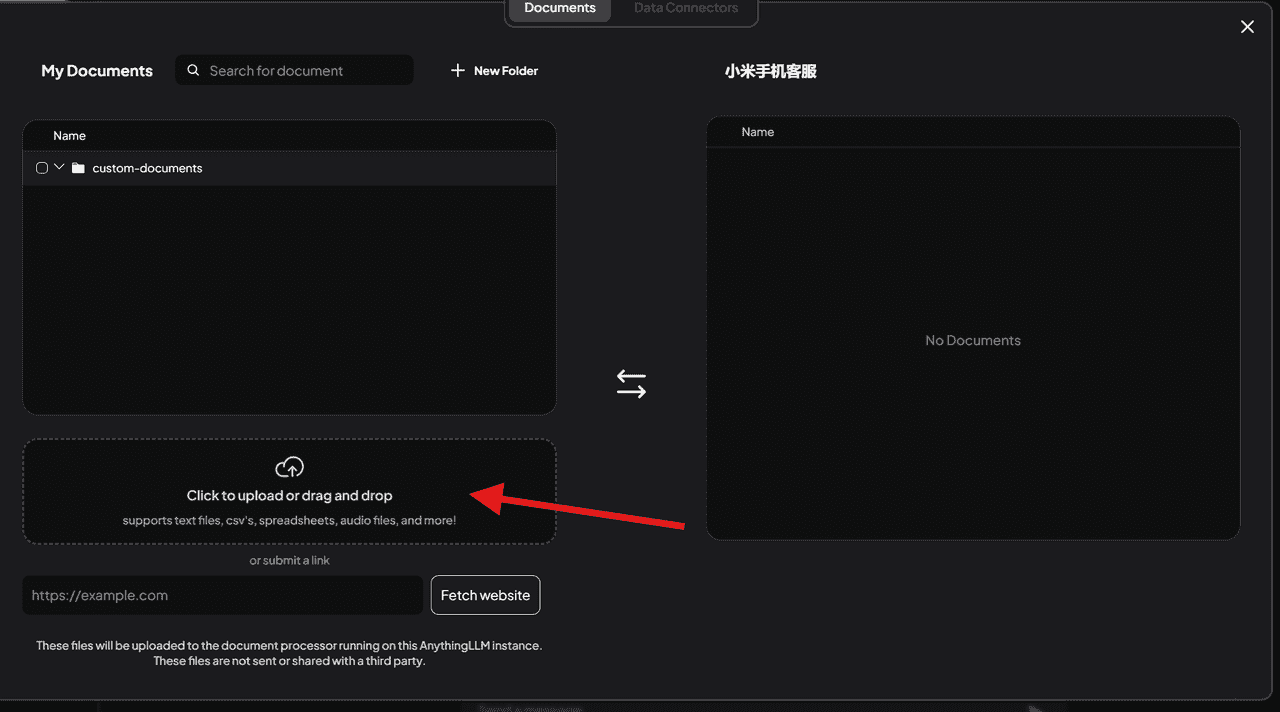 Documents
Data Connectors
My Documents
Search for document
New Folder
小米手机客服
Name
custom-documents
Name
No Documents
Click to upload or drag and drop
supports text files, csv's, spreadsheets, audio files, and more!
or submit a link
https://example.com
Fetch website
These files will be uploaded to the document processor running on this AnythingLLM instance.
These files are not sent or shared with a third party.